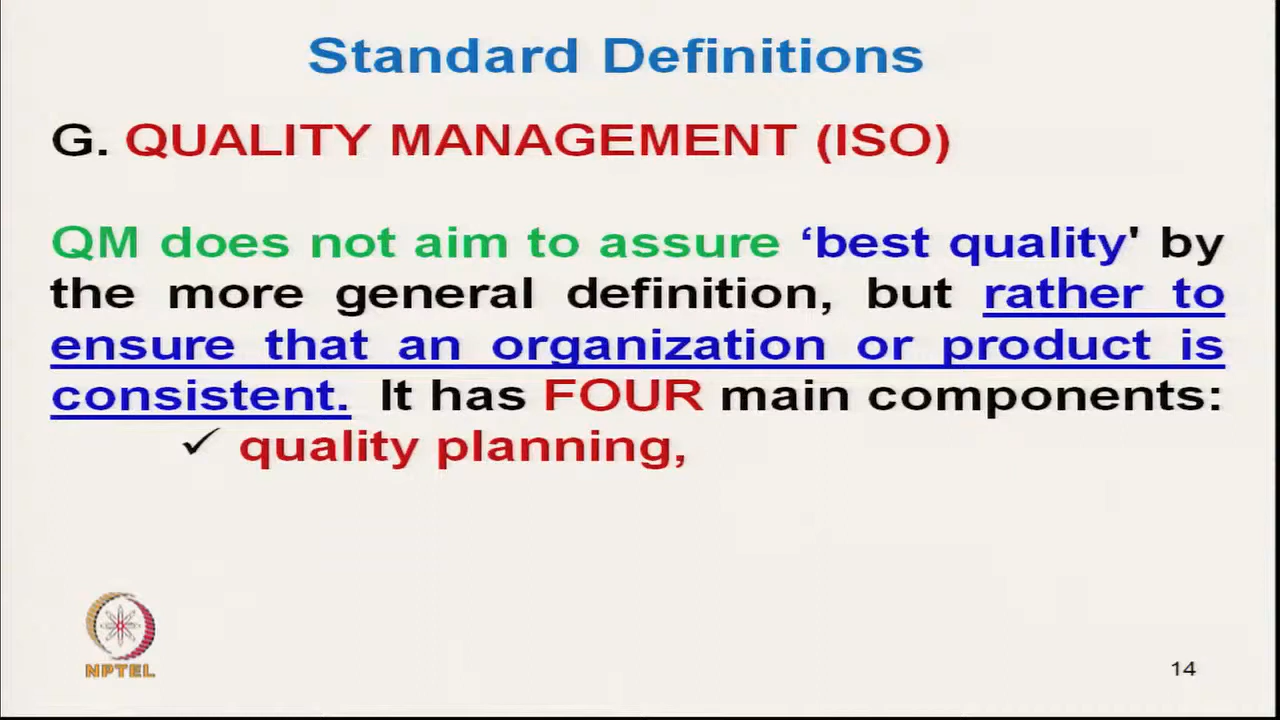 Standard Definitions
G. QUALITY MANAGEMENT (ISO)
QM does not aim to assure ‘best quality' by
the more general definition, but rather to
ensure that an organization or product is
consistent. It has FOUR main components:
✓ quality planning,
NPTEL
14